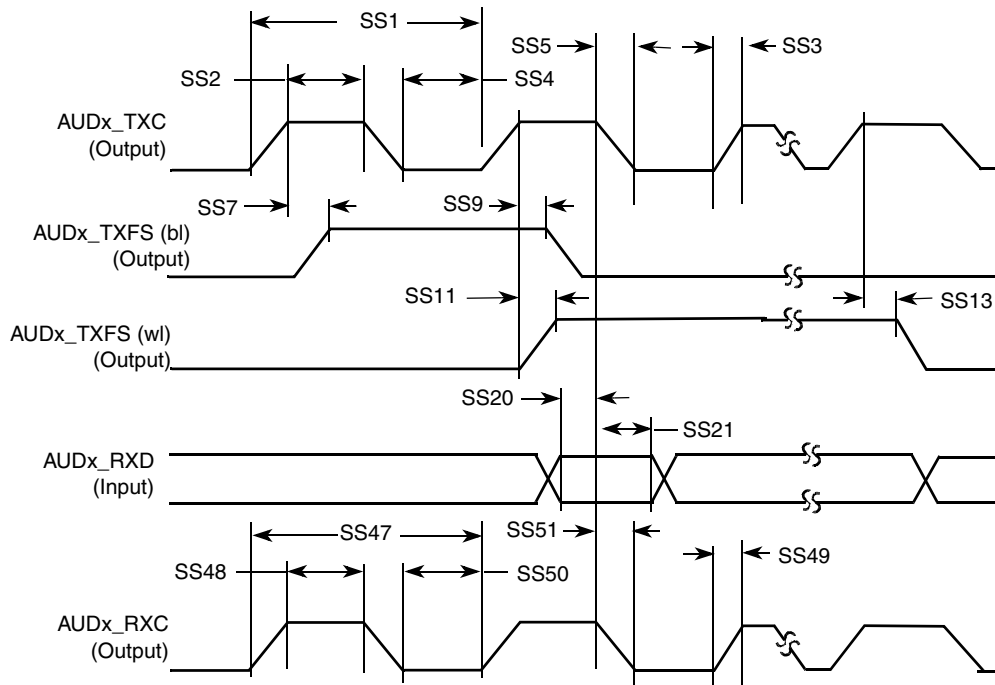 SS1
SS5
SS3
SS2
SS4
AUDx_TXC
(Output)
SS7
SS9
AUDx_TXFS (bl)
(Output)
SS11
SS13
AUDx_TXFS (wl)
(Output)
SS20
SS21
AUDx_RXD
(Input)
SS47
SS51
SS49
SS48
SS50
AUDx_RXC
(Output)